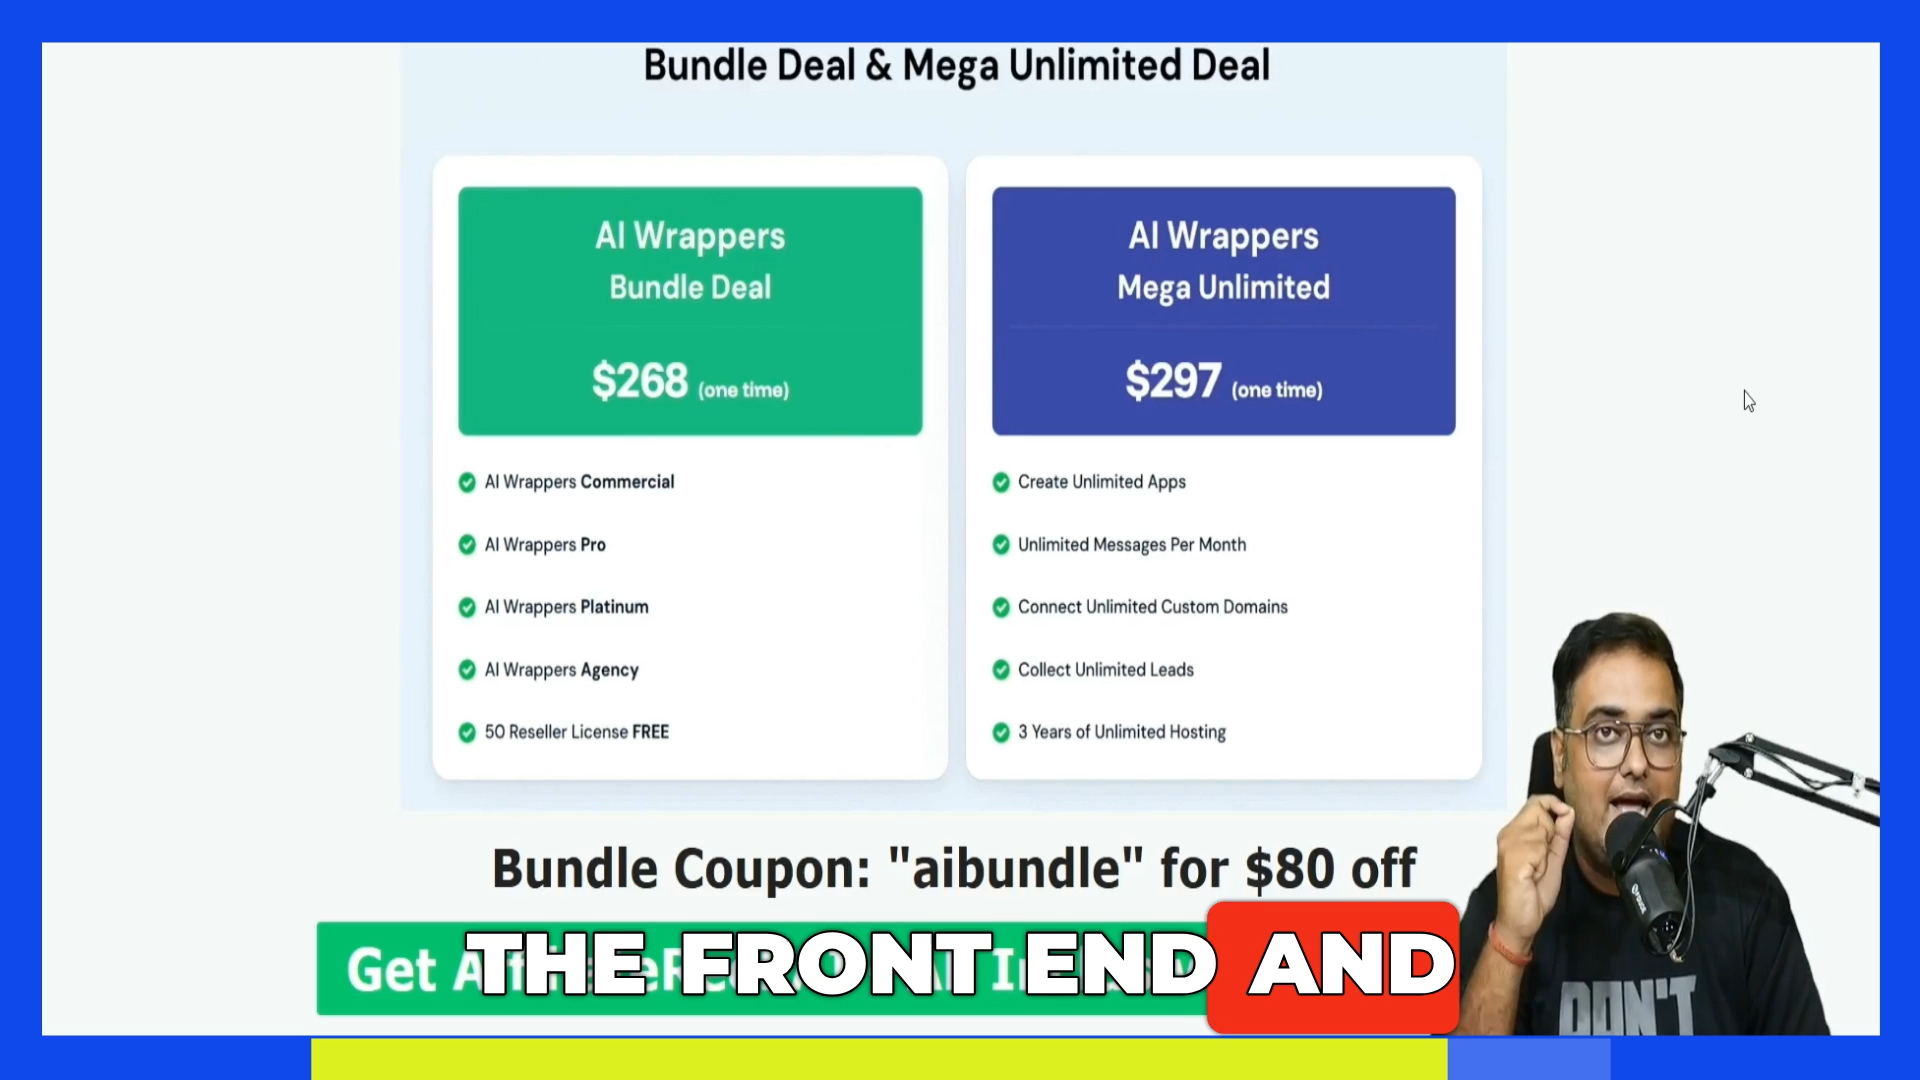 Bundle Deal & Mega Unlimited Deal
AI Wrappers
Bundle Deal
$268 (one time)
AI Wrappers Commercial
AI Wrappers Pro
AI Wrappers Platinum
AI Wrappers Agency
50 Reseller License FREE
AI Wrappers
Mega Unlimited
$297 (one time)
Create Unlimited Apps
Unlimited Messages Per Month
Connect Unlimited Custom Domains
Collect Unlimited Leads
3 Years of Unlimited Hosting
Bundle Coupon: "aibundle" for $80 off
Get
THE FRONT END AND
DON'T